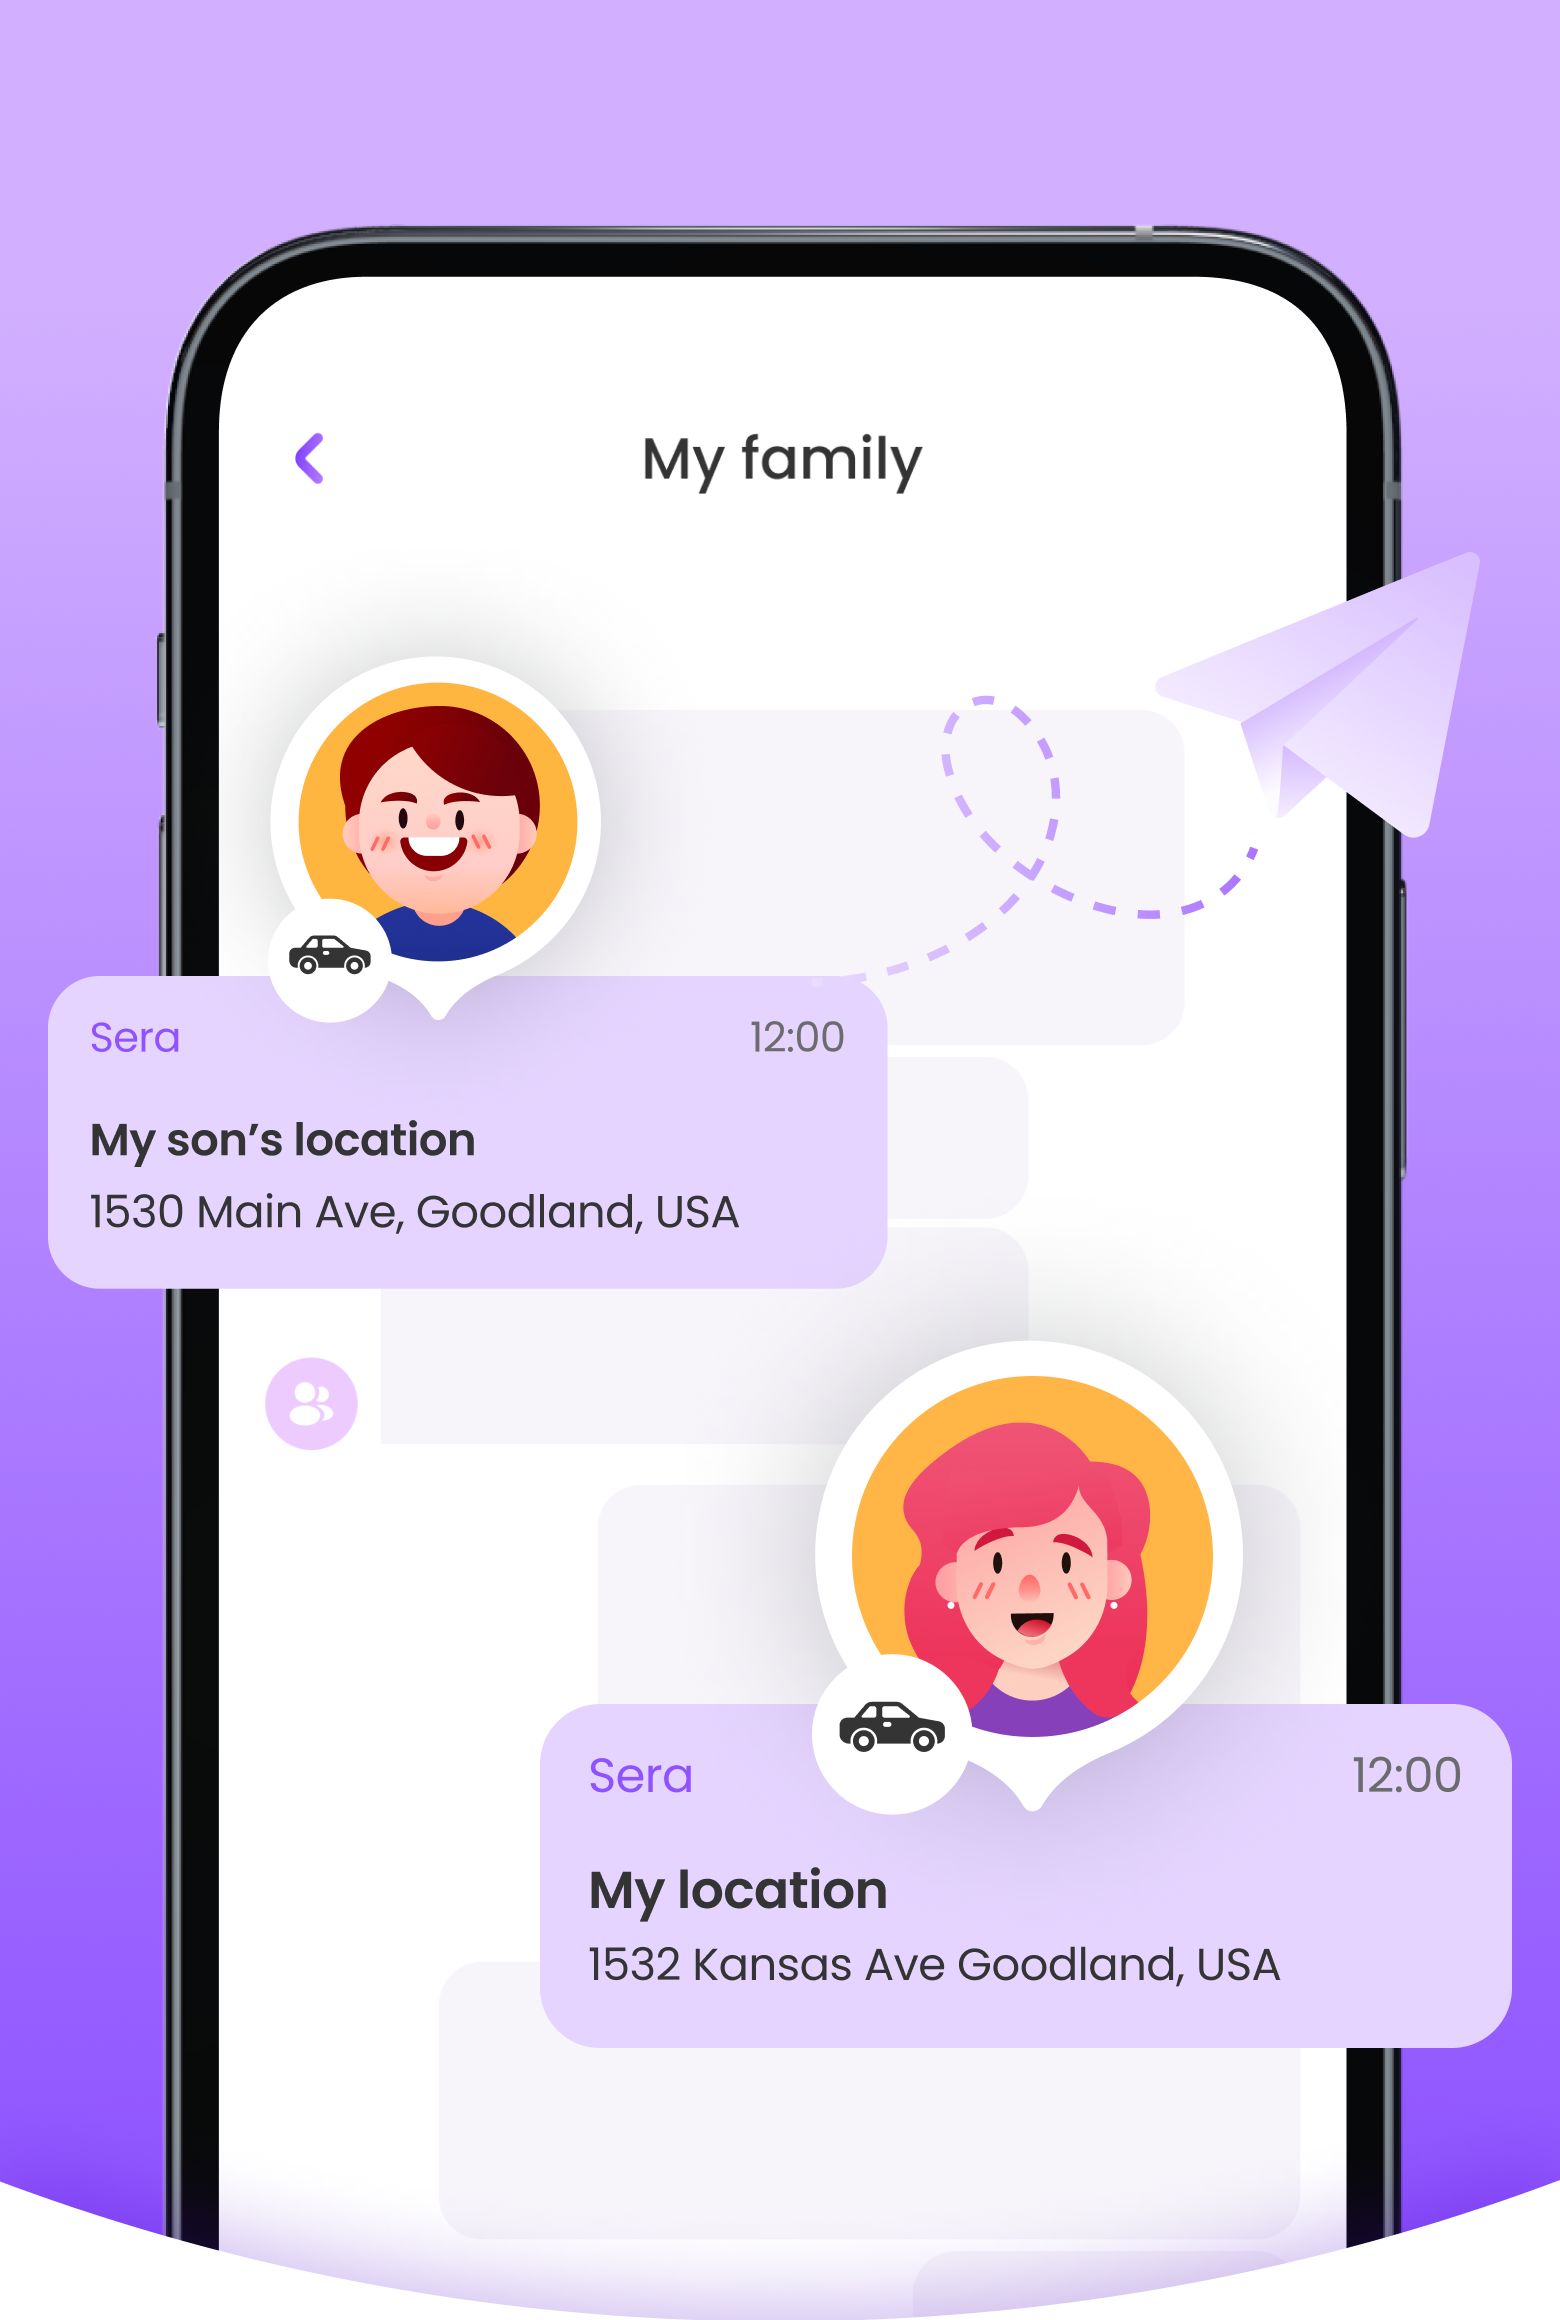 My family
Sera
12:00
My son’s location
1530 Main Ave, Goodland, USA
Sera
12:00
My location
1532 Kansas Ave Goodland, USA